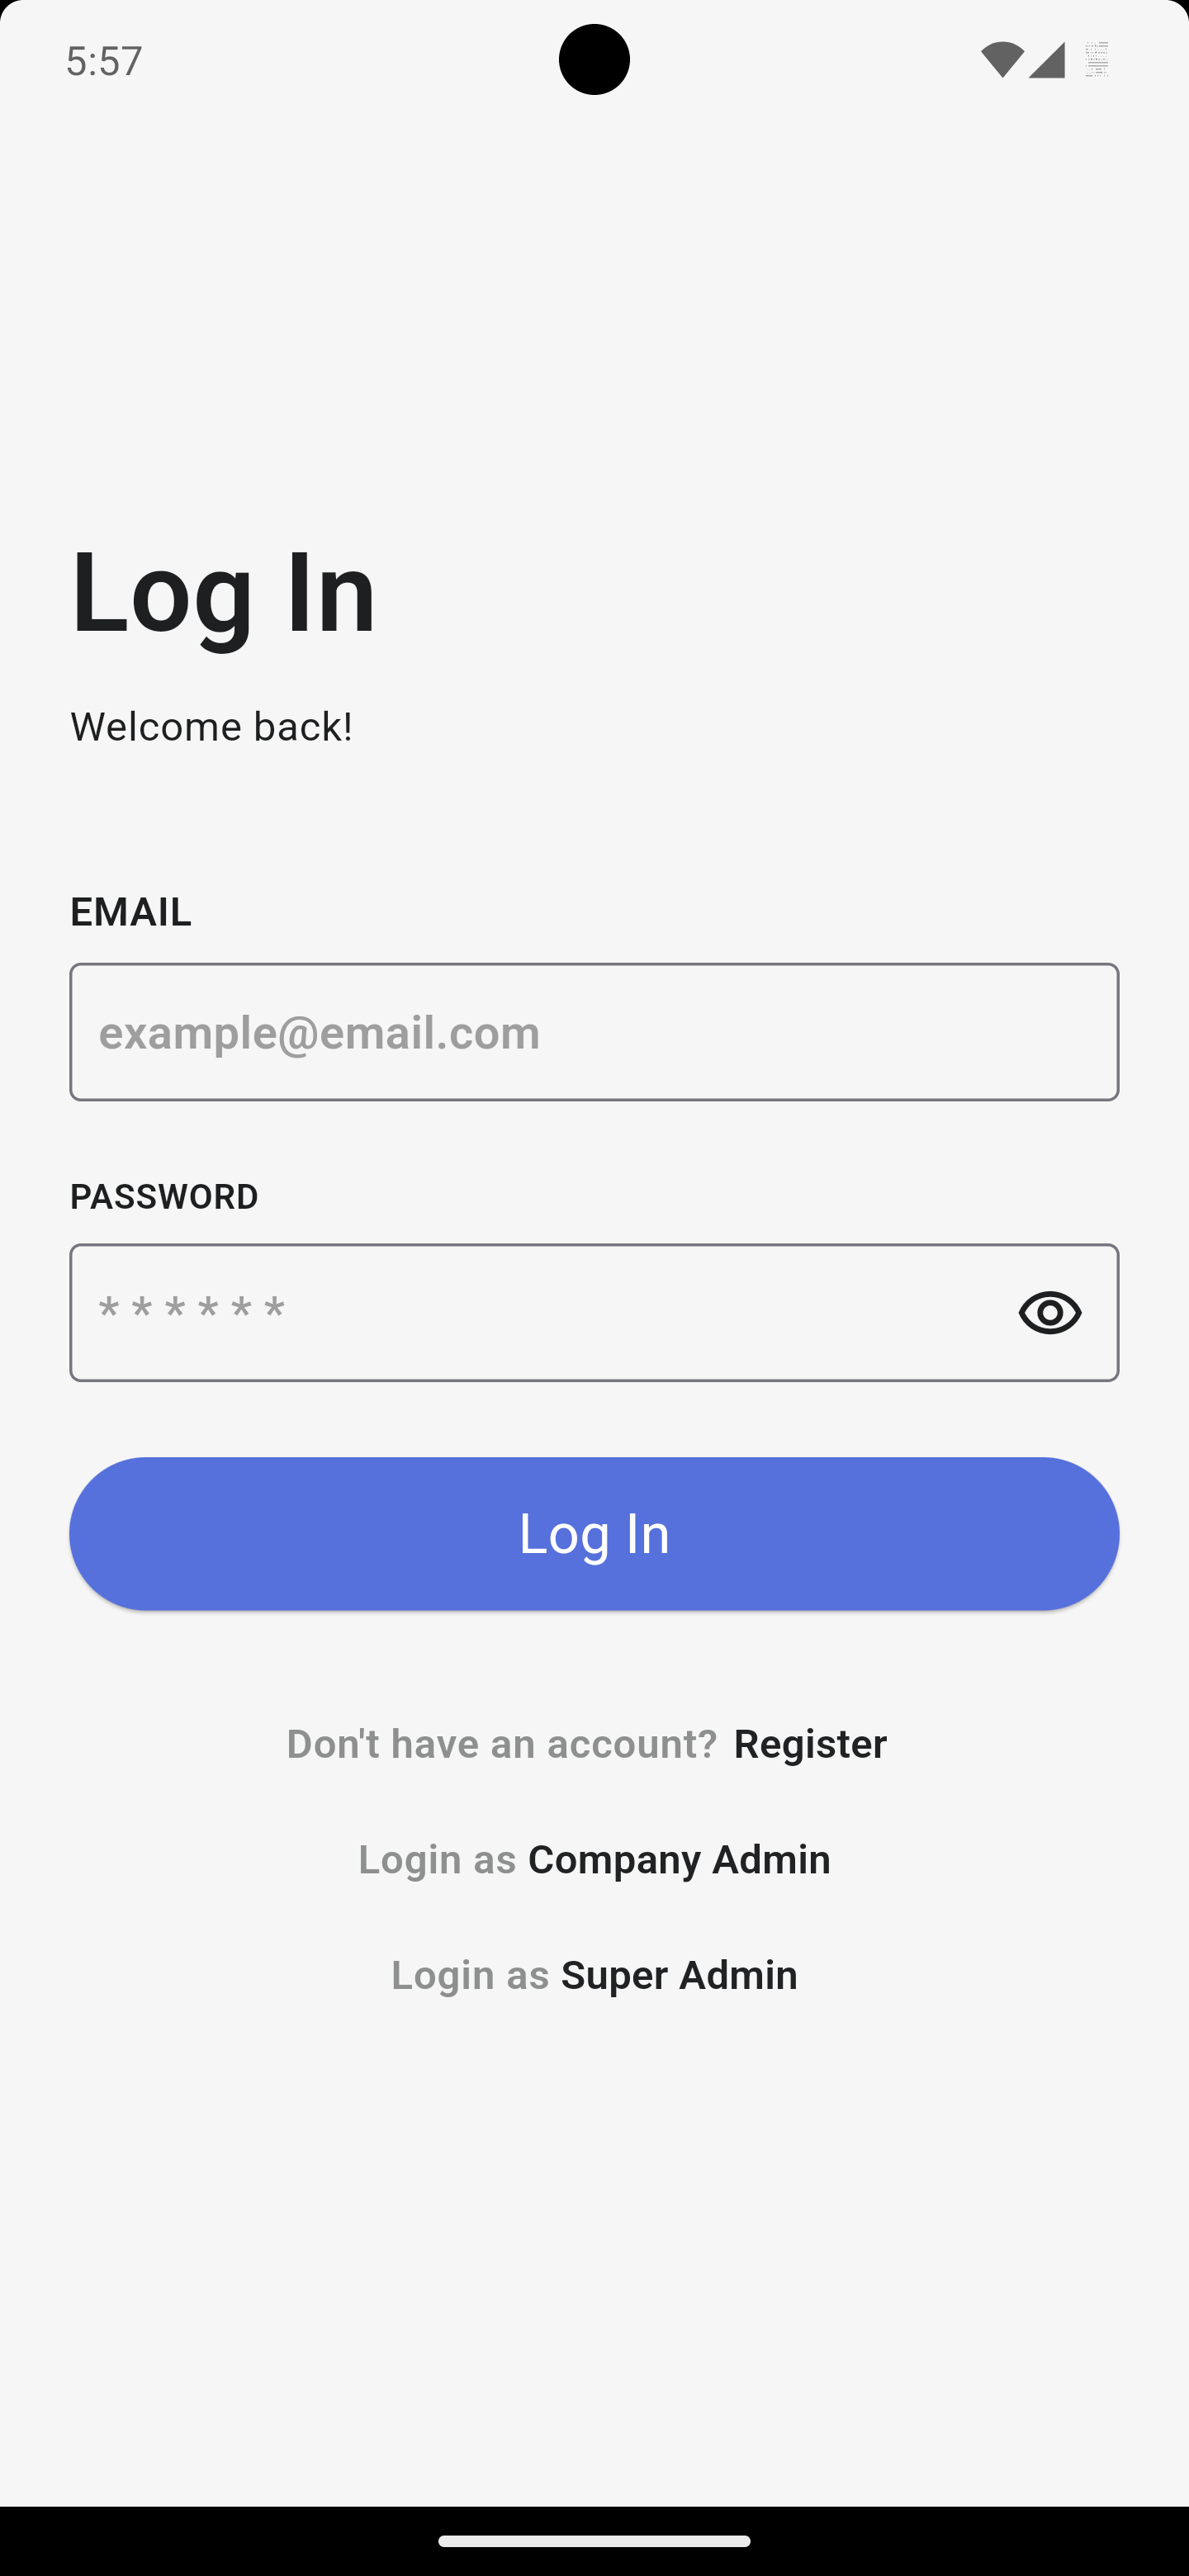 5:57
Log In
Welcome back!
EMAIL
example@email.com
PASSWORD
* * * * * *
Log In
Don't have an account? Register
Login as Company Admin
Login as Super Admin